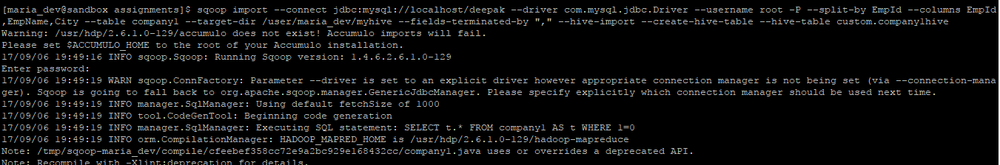 [maria_dev@sandbox assignments]$ sqoop import --connect jdbc:mysql://localhost/deepak --driver com.mysql.jdbc.Driver --username root -P --split-by EmpId --columns EmpId
,EmpName,City --table company1 --target-dir /user/maria_dev/myhive --fields-terminated-by "," --hive-import --create-hive-table --hive-table custom.company1hive
Warning: /usr/hdp/2.6.1.0-129/accumulo does not exist! Accumulo imports will fail.
Please set $ACCUMULO_HOME to the root of your Accumulo installation.
17/09/06 19:49:16 INFO sqoop.Sqoop: Running Sqoop version: 1.4.6.2.6.1.0-129
Enter password:
17/09/06 19:49:19 WARN sqoop.ConnFactory: Parameter --driver is set to an explicit driver however appropriate connection manager is not being set (via --connection-mana
ger). Sqoop is going to fall back to org.apache.sqoop.manager.GenericJdbcManager. Please specify explicitly which connection manager should be used next time.
17/09/06 19:49:19 INFO manager.SqlManager: Using default fetchSize of 1000
17/09/06 19:49:19 INFO tool.CodeGenTool: Beginning code generation
17/09/06 19:49:19 INFO manager.SqlManager: Executing SQL statement: SELECT t.* FROM company1 AS t WHERE 1=0
17/09/06 19:49:19 INFO orm.CompilationManager: HADOOP_MAPRED_HOME is /usr/hdp/2.6.1.0-129/hadoop-mapreduce
Note: /tmp/sqoop-maria_dev/compile/cfeebef358cc72e9a2bc929e168432cc/company1.java uses or overrides a deprecated API.
Note: Recompile with -Xlint:deprecation for details.